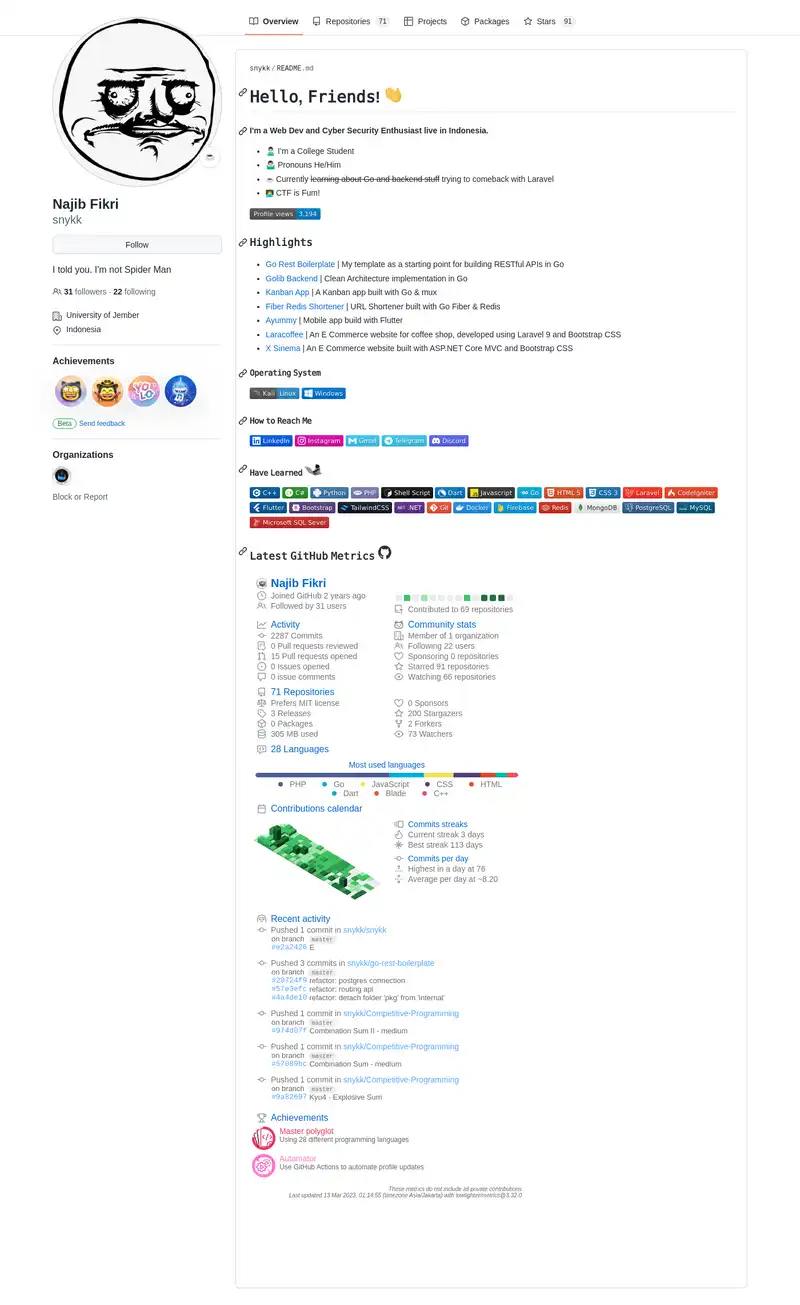 Overview Repositories 71 Projects Packages Stars 91
Najib Fikri
snykk
Follow
I told you. I'm not Spider Man
31 followers · 22 following
University of Jember
Indonesia
Achievements
YOLO
Beta Send feedback
Organizations
Block or Report
snykk / README.md
Hello, Friends! 👋
I'm a Web Dev and Cyber Security Enthusiast live in Indonesia.
I'm a College Student
Pronouns He/Him
Currently learning about Go and backend stuff trying to comeback with Laravel
CTF is Fum!
Profile views 3,194
Highlights
Go Rest Boilerplate | My template as a starting point for building RESTful APIs in Go
Golib Backend | Clean Architecture implementation in Go
Kanban App | A Kanban app built with Go & mux
Fiber Redis Shortener | URL Shortener built with Go Fiber & Redis
Ayummy | Mobile app build with Flutter
Laracoffee | An E Commerce website for coffee shop, developed using Laravel 9 and Bootstrap CSS
X Sinema | An E Commerce website built with ASP.NET Core MVC and Bootstrap CSS
Operating System
Kali Linux Windows
How to Reach Me
LinkedIn Instagram Gmail Telegram Discord
Have Learned
C++ C# Python PHP Shell Script Dart Javascript Go HTML 5 CSS 3 Laravel CodeIgniter
Flutter Bootstrap TailwindCSS .NET Git Docker Firebase Redis MongoDB PostgreSQL MySQL
Microsoft SQL Sever
Latest GitHub Metrics
Najib Fikri
Joined GitHub 2 years ago
Followed by 31 users
Contributed to 69 repositories
Activity
2287 Commits
0 Pull requests reviewed
15 Pull requests opened
0 Issues opened
0 issue comments
Community stats
Member of 1 organization
Following 22 users
Sponsoring 0 repositories
Starred 91 repositories
Watching 66 repositories
71 Repositories
Prefers MIT license
3 Releases
0 Packages
305 MB used
0 Sponsors
200 Stargazers
2 Forkers
73 Watchers
28 Languages
Most used languages
PHP Go JavaScript CSS HTML
Dart Blade C++
Contributions calendar
Commits streaks
Current streak 3 days
Best streak 113 days
Commits per day
Highest in a day at 76
Average per day at ~8.20
Recent activity
Pushed 1 commit in snykk/snykk
on branch master
#e2a2426 E
Pushed 3 commits in snykk/go-rest-boilerplate
on branch master
#20724f9 refactor: postgres connection
#57e3efc refactor: routing api
#4a4de10 refactor: detach folder 'pkg' from 'internal'
Pushed 1 commit in snykk/Competitive-Programming
on branch master
#974d07f Combination Sum II - medium
Pushed 1 commit in snykk/Competitive-Programming
on branch master
#57089bc Combination Sum - medium
Pushed 1 commit in snykk/Competitive-Programming
on branch master
#9a82697 Kyu4 - Explosive Sum
Achievements
Master polyglot
Using 28 different programming languages
Automator
Use GitHub Actions to automate profile updates
These metrics do not include all private contributions
Last updated 13 Mar 2023, 01:14:55 (timezone Asia/Jakarta) with lowlighter/metrics@3.32.0